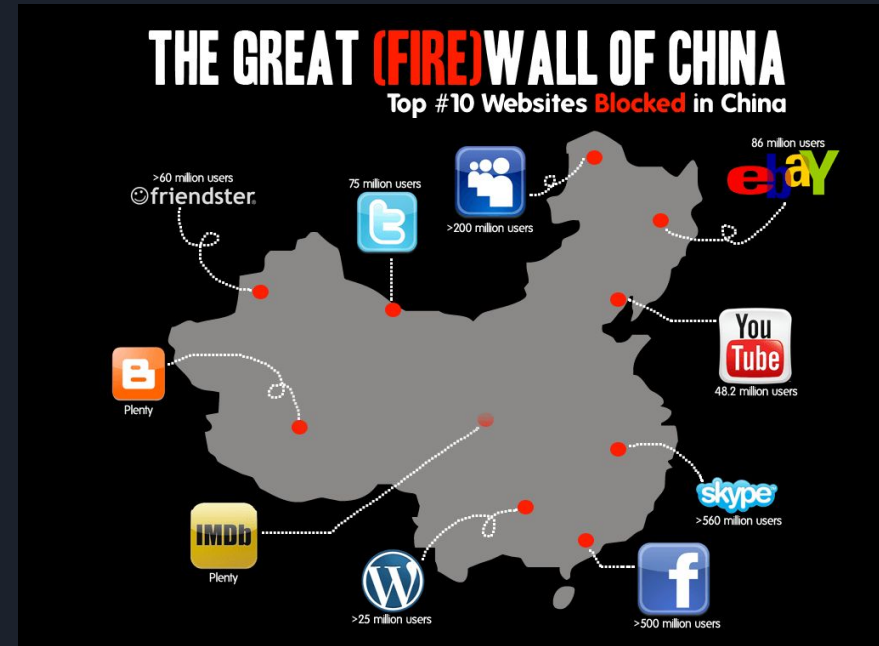 THE GREAT (FIRE)WALL OF CHINA
Top #10 Websites Blocked in China
86 million users
ebaY
>60 million users
friendster.
75 million users
t
>200 million users
You
Tube
48.2 million users
B
Plenty
skype
>560 million users
IMDb
Plenty
W
>25 million users
f
>500 million users